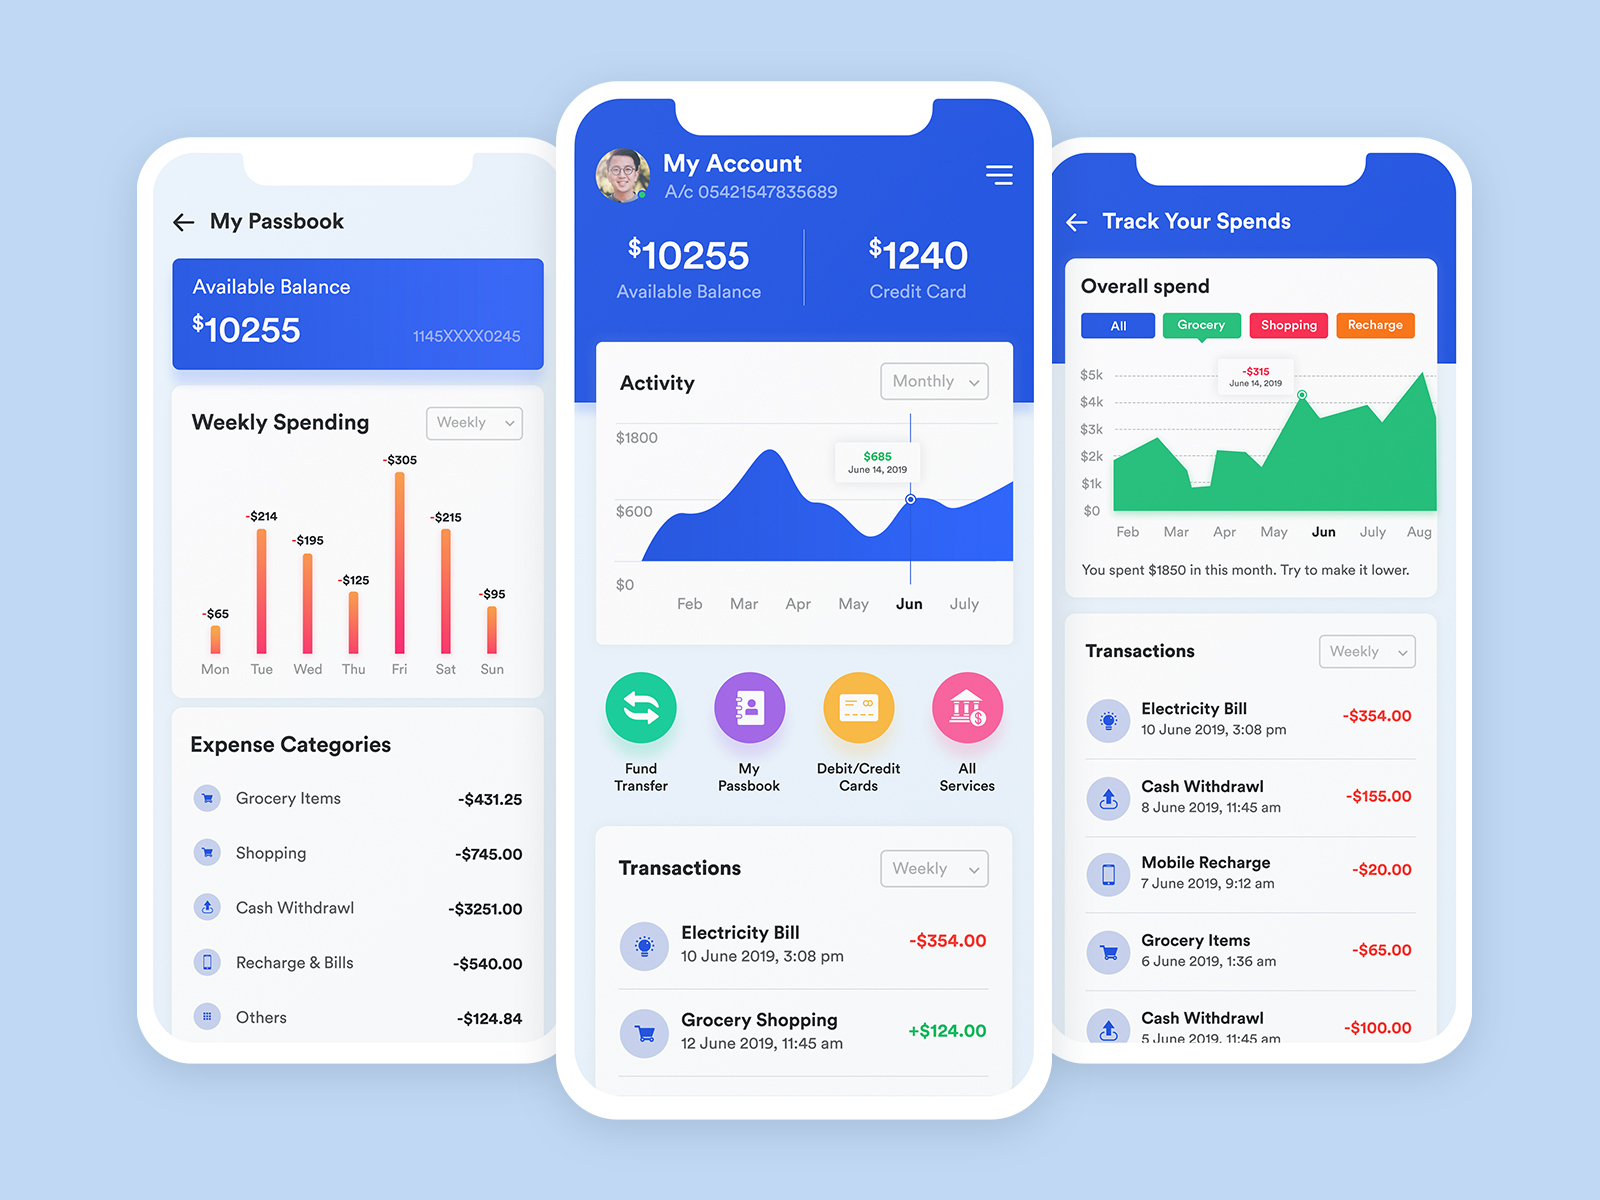 My Passbook
Available Balance
$10255
1145XXXX0245
Weekly Spending
Weekly
-$305
-$214
-$215
-$195
-$125
-$95
-$65
Mon Tue Wed Thu Fri Sat Sun
Expense Categories
Grocery Items -$431.25
Shopping -$745.00
Cash Withdrawl -$3251.00
Recharge & Bills -$540.00
Others -$124.84
My Account
A/c 05421547835689
$10255 $1240
Available Balance Credit Card
Activity
Monthly
$1800
$685
June 14, 2019
$600
$0
Feb Mar Apr May Jun July
Fund Transfer
My Passbook
Debit/Credit Cards
All Services
Transactions
Weekly
Electricity Bill
10 June 2019, 3:08 pm
-$354.00
Grocery Shopping
12 June 2019, 11:45 am
+$124.00
Track Your Spends
Overall spend
All Grocery Shopping Recharge
-$315
June 14, 2019
$5k
$4k
$3k
$2k
$1k
$0
Feb Mar Apr May Jun July Aug
You spent $1850 in this month. Try to make it lower.
Transactions
Weekly
Electricity Bill
10 June 2019, 3:08 pm
-$354.00
Cash Withdrawl
8 June 2019, 11:45 am
-$155.00
Mobile Recharge
7 June 2019, 9:12 am
-$20.00
Grocery Items
6 June 2019, 1:36 am
-$65.00
Cash Withdrawl
5 June 2019, 11:45 am
-$100.00